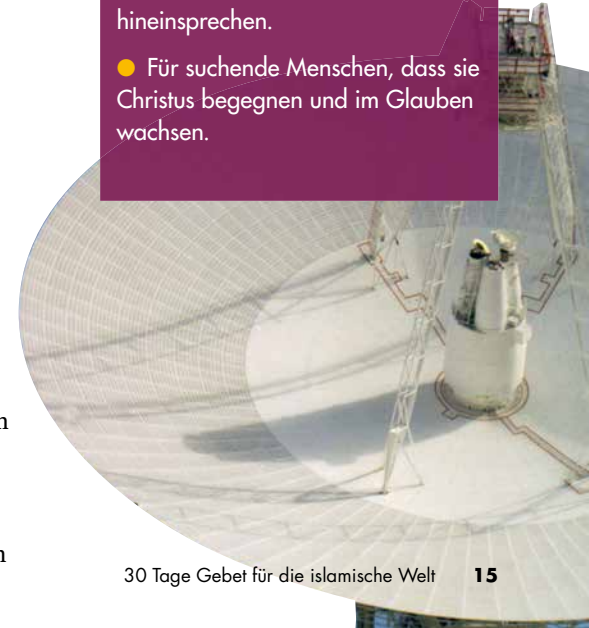 hineinsprechen.
● Für suchende Menschen, dass sie
Christus begegnen und im Glauben
wachsen.
n
n
30 Tage Gebet für die islamische Welt 15